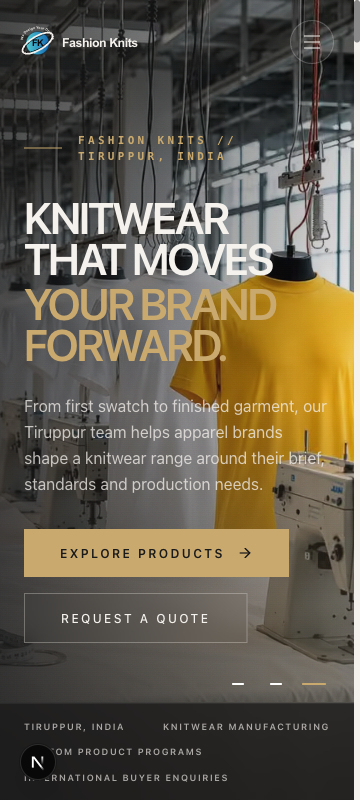 FK
Fashion Knits
FASHION KNITS //
TIRUPPUR, INDIA
KNITWEAR
THAT MOVES
YOUR BRAND
FORWARD.
From first swatch to finished garment, our
Tiruppur team helps apparel brands
shape a knitwear range around their brief,
standards and production needs.
EXPLORE PRODUCTS →
REQUEST A QUOTE
TIRUPPUR, INDIA KNITWEAR MANUFACTURING
PRODUCT PROGRAMS
N
BUYER ENQUIRIES